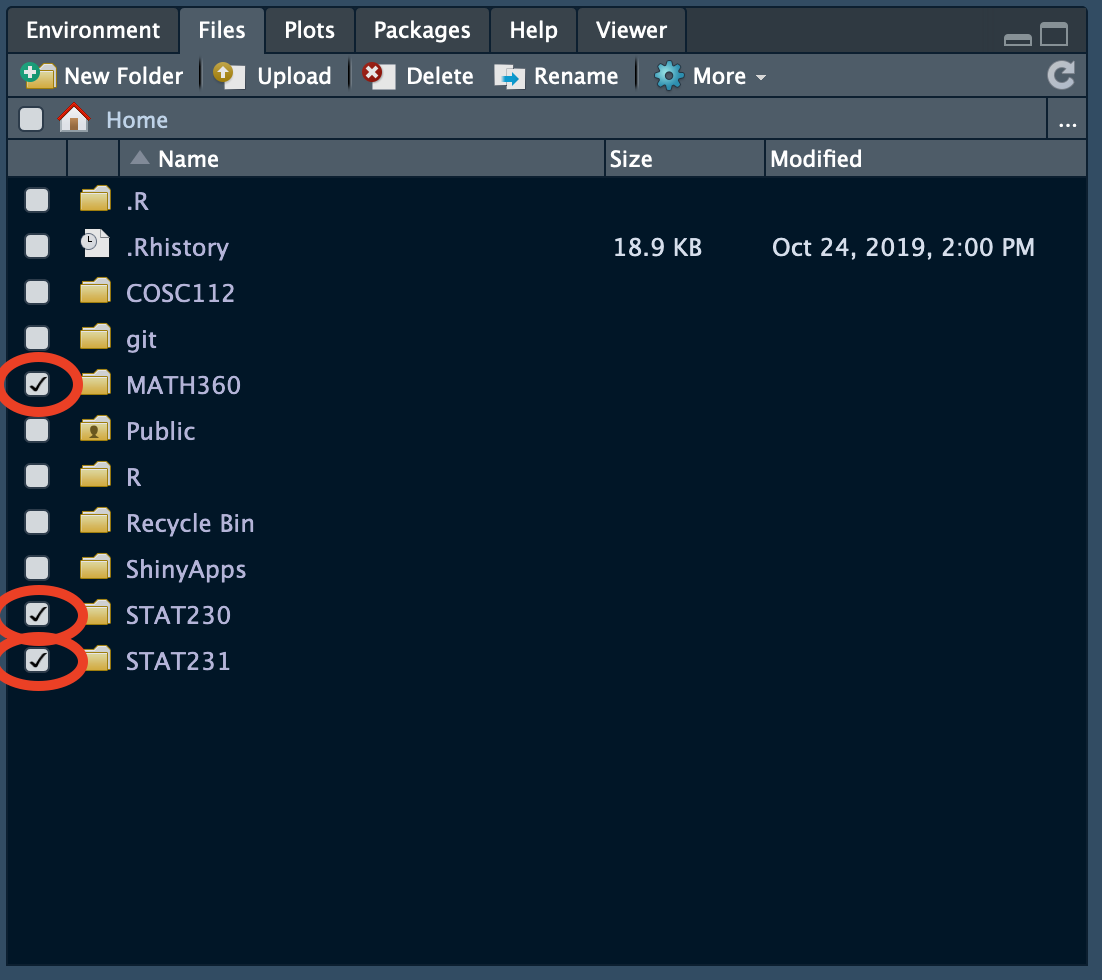 Environment Files Plots Packages Help Viewer
New Folder Upload Delete Rename More
Home ...
Name Size Modified
.R
.Rhistory 18.9 KB Oct 24, 2019, 2:00 PM
COSC112
git
MATH360
Public
R
Recycle Bin
ShinyApps
STAT230
STAT231